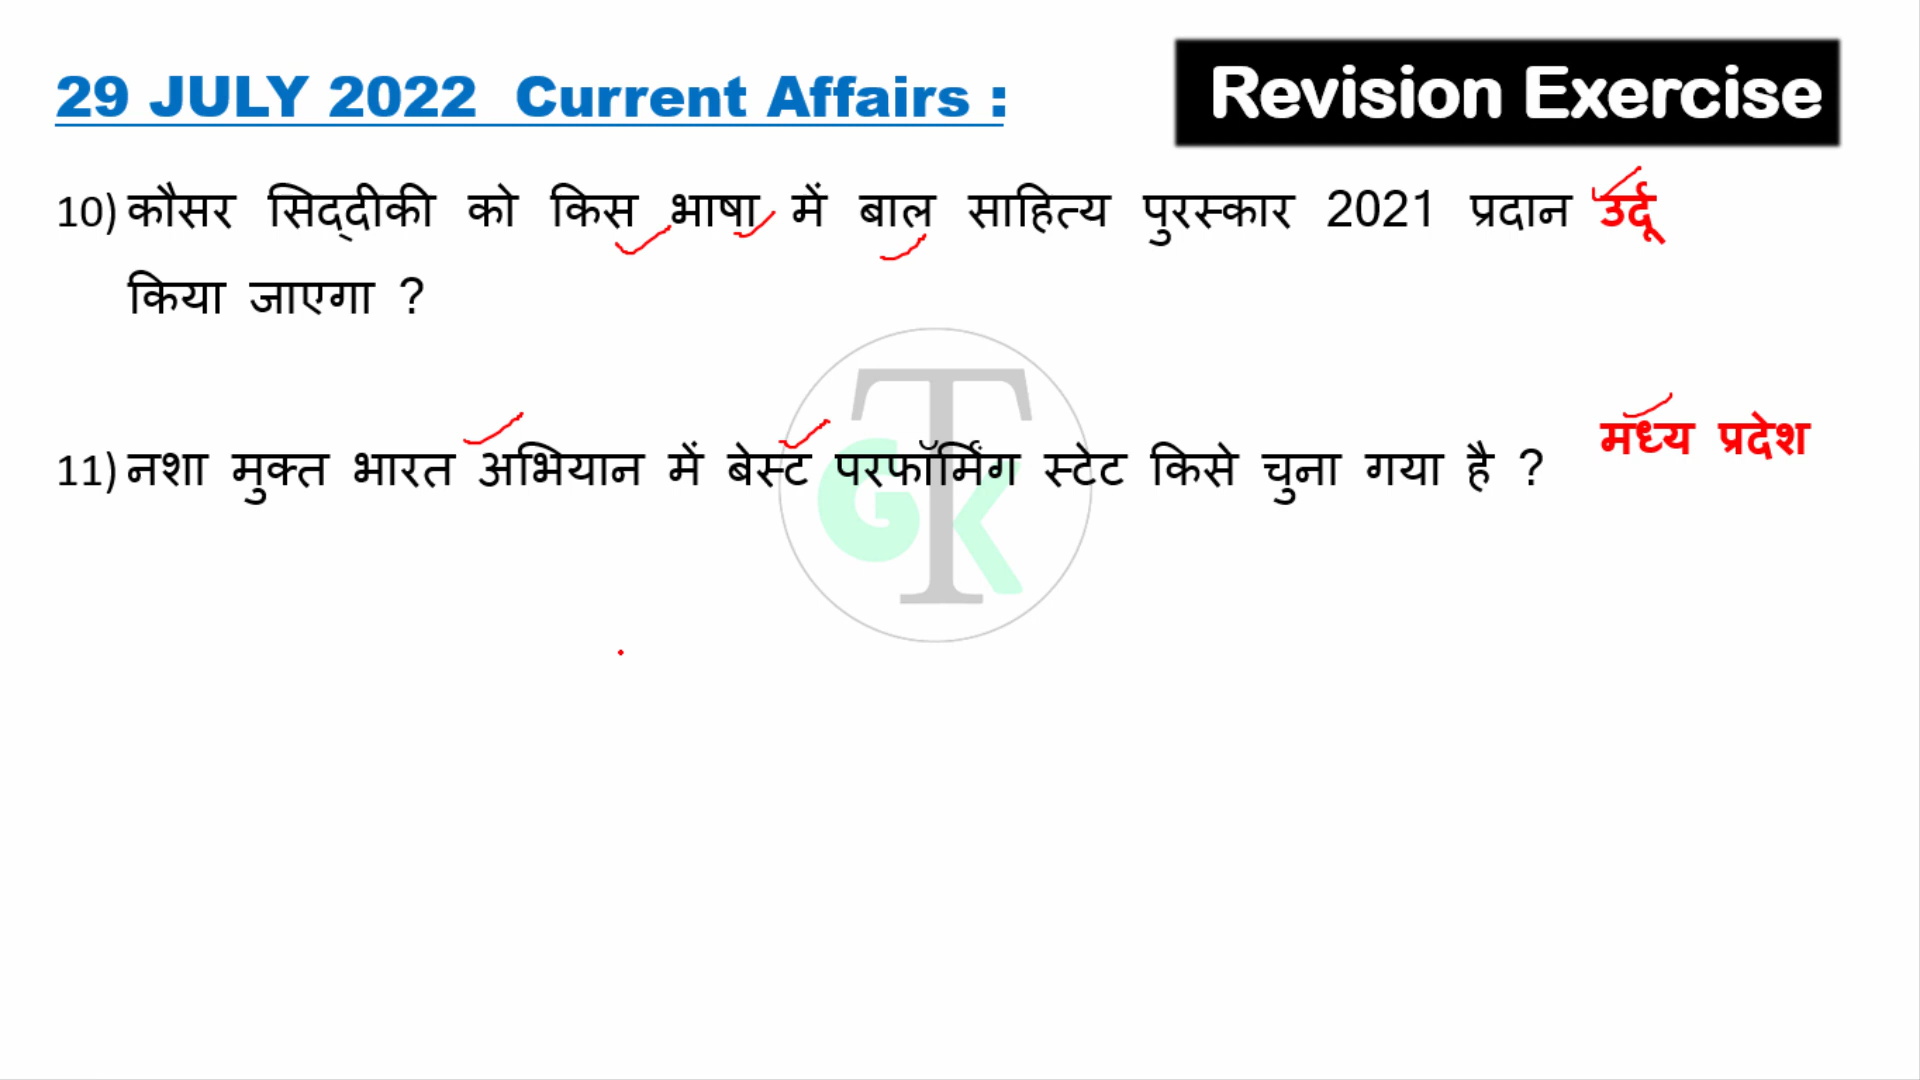 29 JULY 2022 Current Affairs :
Revision Exercise
10) कौसर सिद्दीकी को किस भाषा में बाल साहित्य पुरस्कार 2021 प्रदान उर्दू
किया जाएगा ?
11) नशा मुक्त भारत अभियान में बेस्ट परफॉर्मिंग स्टेट किसे चुना गया है ? मध्य प्रदेश
GTK